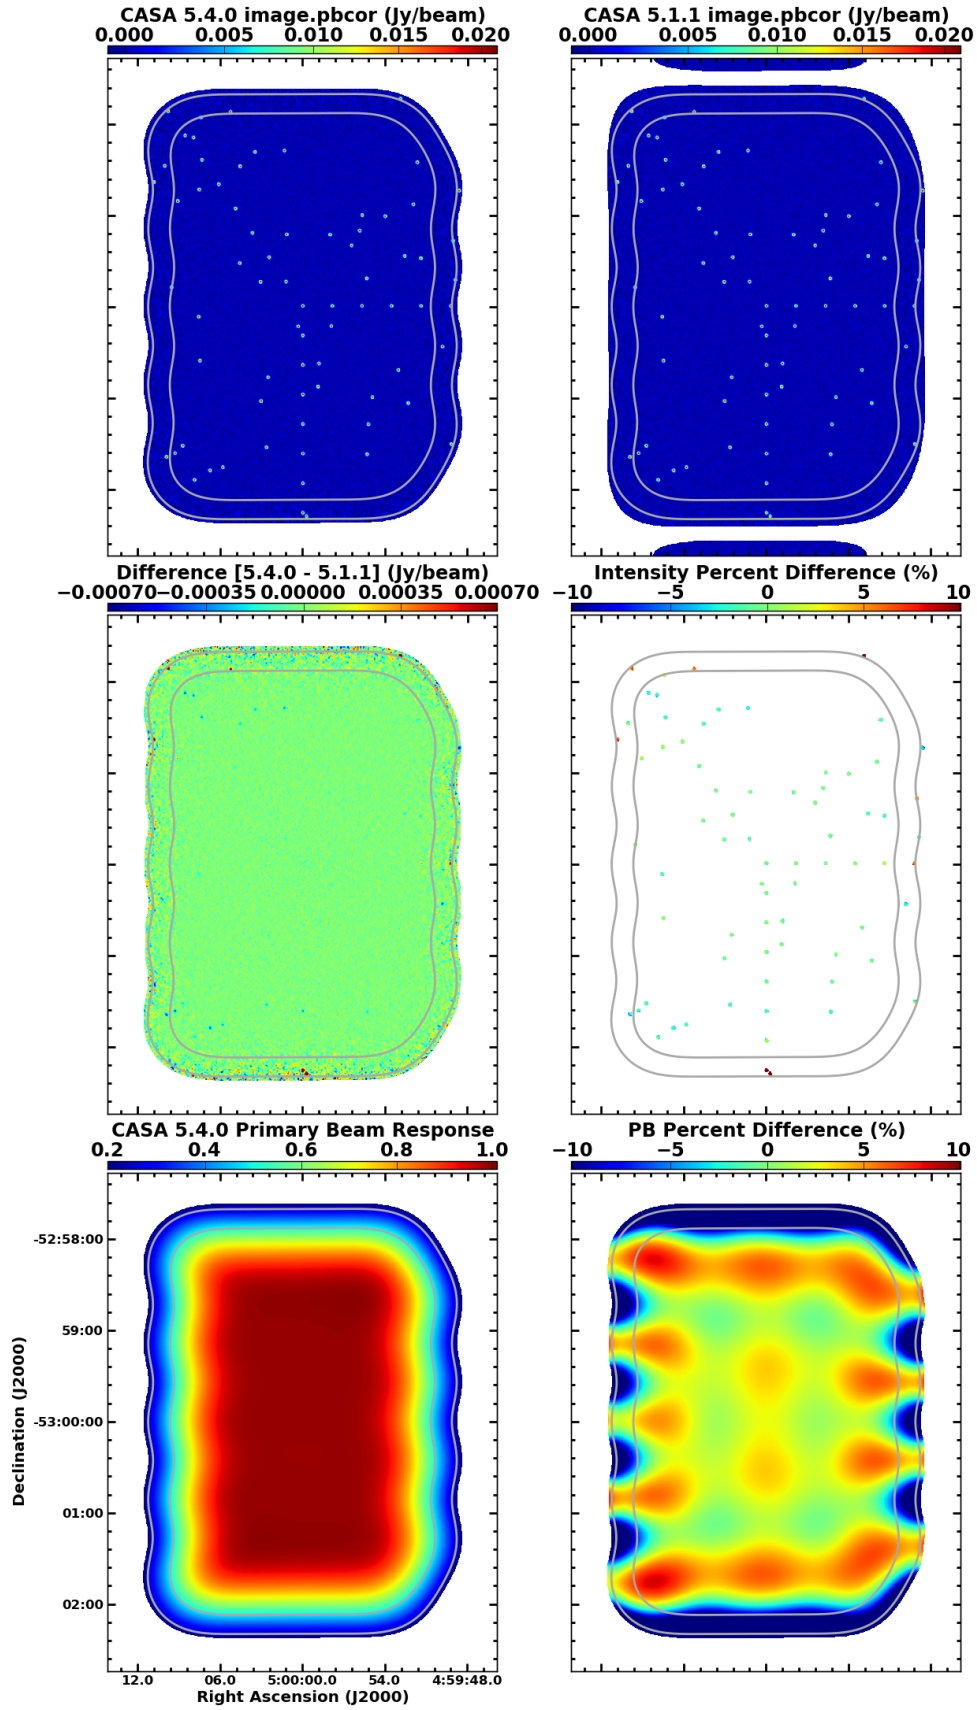 CASA 5.4.0 image.pbcor (Jy/beam)
0.000 0.005 0.010 0.015 0.020
CASA 5.1.1 image.pbcor (Jy/beam)
0.000 0.005 0.010 0.015 0.020
Difference [5.4.0 - 5.1.1] (Jy/beam)
−0.00070 −0.00035 0.00000 0.00035 0.00070
Intensity Percent Difference (%)
−10 −5 0 5 10
CASA 5.4.0 Primary Beam Response
0.2 0.4 0.6 0.8 1.0
PB Percent Difference (%)
−10 −5 0 5 10
Declination (J2000)
-52:58:00
59:00
-53:00:00
01:00
02:00
12.0 06.0 5:00:00.0 54.0 4:59:48.0
Right Ascension (J2000)